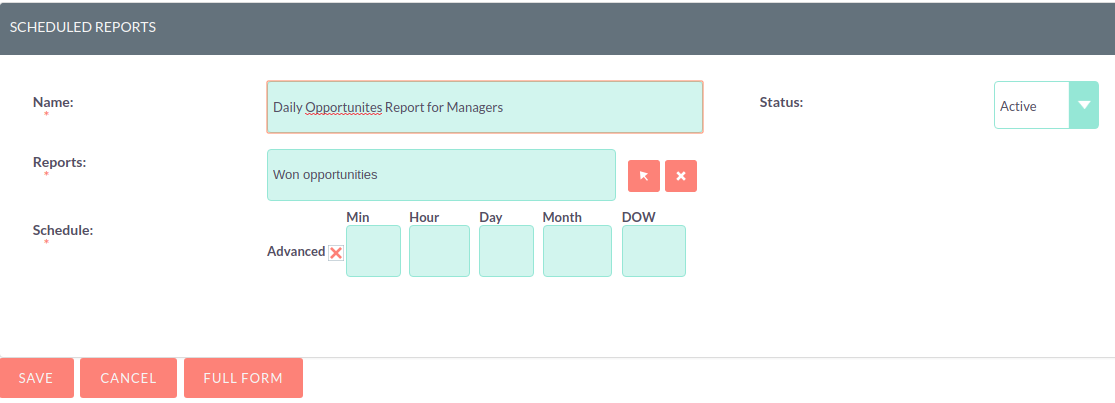 SCHEDULED REPORTS
Name: * Daily Opportunites Report for Managers Status: Active
Reports: * Won opportunities
Schedule: * Min Hour Day Month DOW
Advanced
SAVE CANCEL FULL FORM